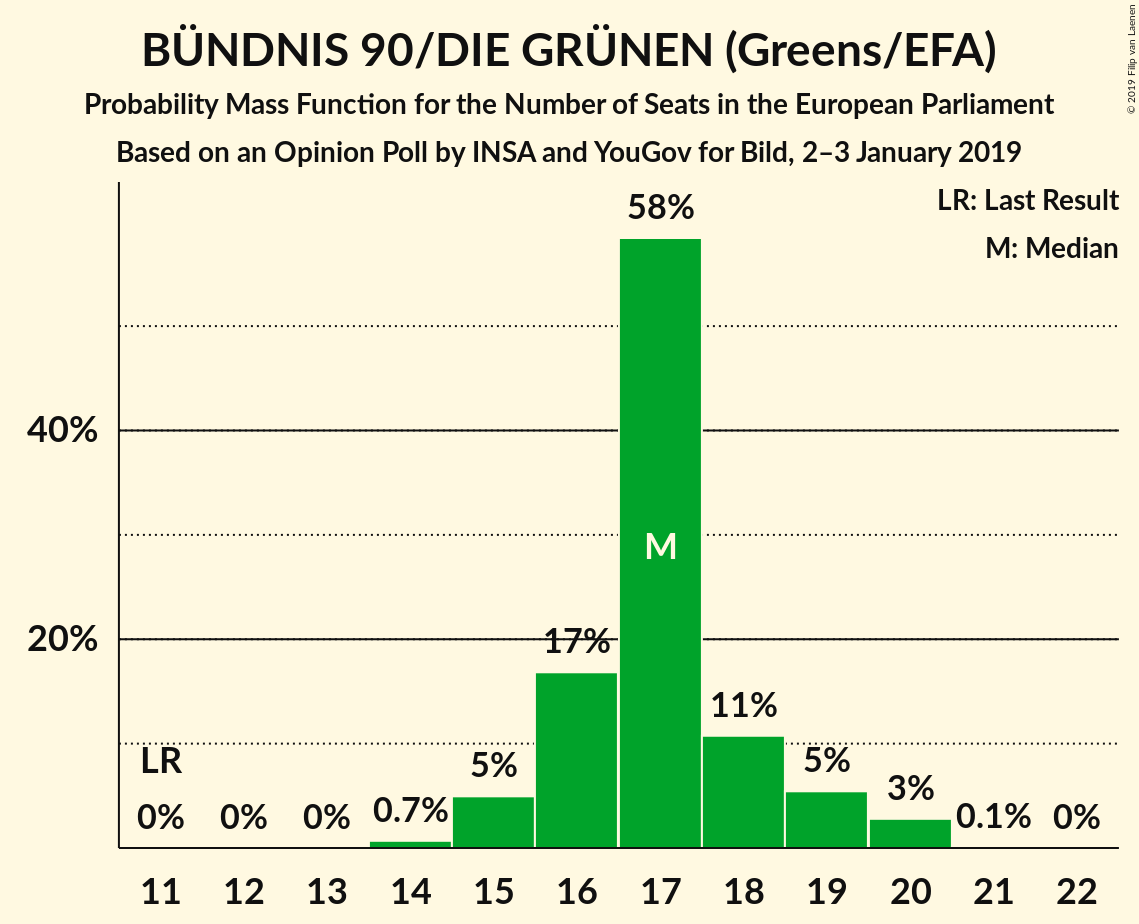 BÜNDNIS 90/DIE GRÜNEN (Greens/EFA)
Probability Mass Function for the Number of Seats in the European Parliament
Based on an Opinion Poll by INSA and YouGov for Bild, 2–3 January 2019
© 2019 Filip van Laenen
LR: Last Result
M: Median
58%
40%
M
20%
17%
11%
LR
5%
5%
3%
0%
0%
0%
0.7%
0.1%
0%
11 12 13 14 15 16 17 18 19 20 21 22